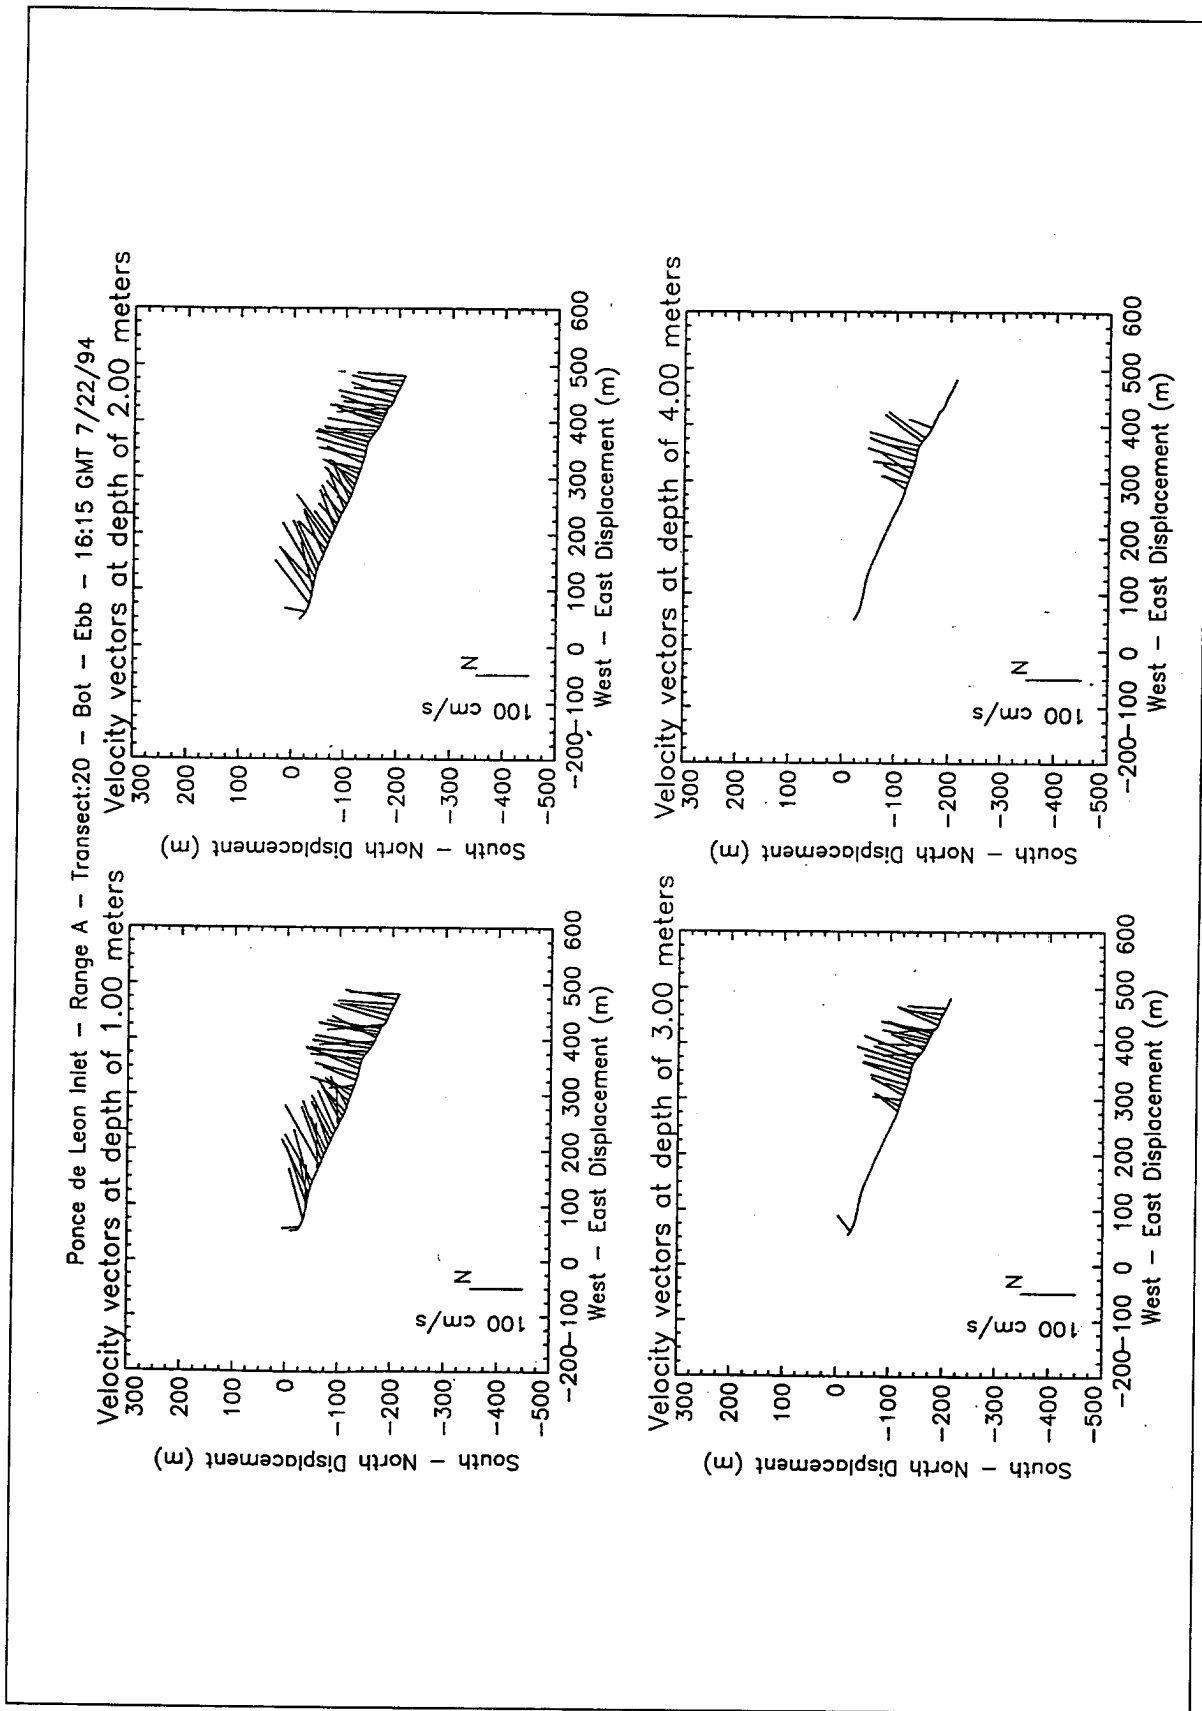 Ponce de Leon Inlet – Range A – Transect:20 – Bot – Ebb – 16:15 GMT 7/22/94
Velocity vectors at depth of 1.00 meters
300
200
100
0
-100
-200
-300
-400
-500
South – North Displacement (m)
N
100 cm/s
-200-100 0 100 200 300 400 500 600
West – East Displacement (m)
Velocity vectors at depth of 2.00 meters
300
200
100
0
-100
-200
-300
-400
-500
South – North Displacement (m)
N
100 cm/s
-200-100 0 100 200 300 400 500 600
West – East Displacement (m)
Velocity vectors at depth of 3.00 meters
300
200
100
0
-100
-200
-300
-400
-500
South – North Displacement (m)
N
100 cm/s
-200-100 0 100 200 300 400 500 600
West – East Displacement (m)
Velocity vectors at depth of 4.00 meters
300
200
100
0
-100
-200
-300
-400
-500
South – North Displacement (m)
N
100 cm/s
-200-100 0 100 200 300 400 500 600
West – East Displacement (m)